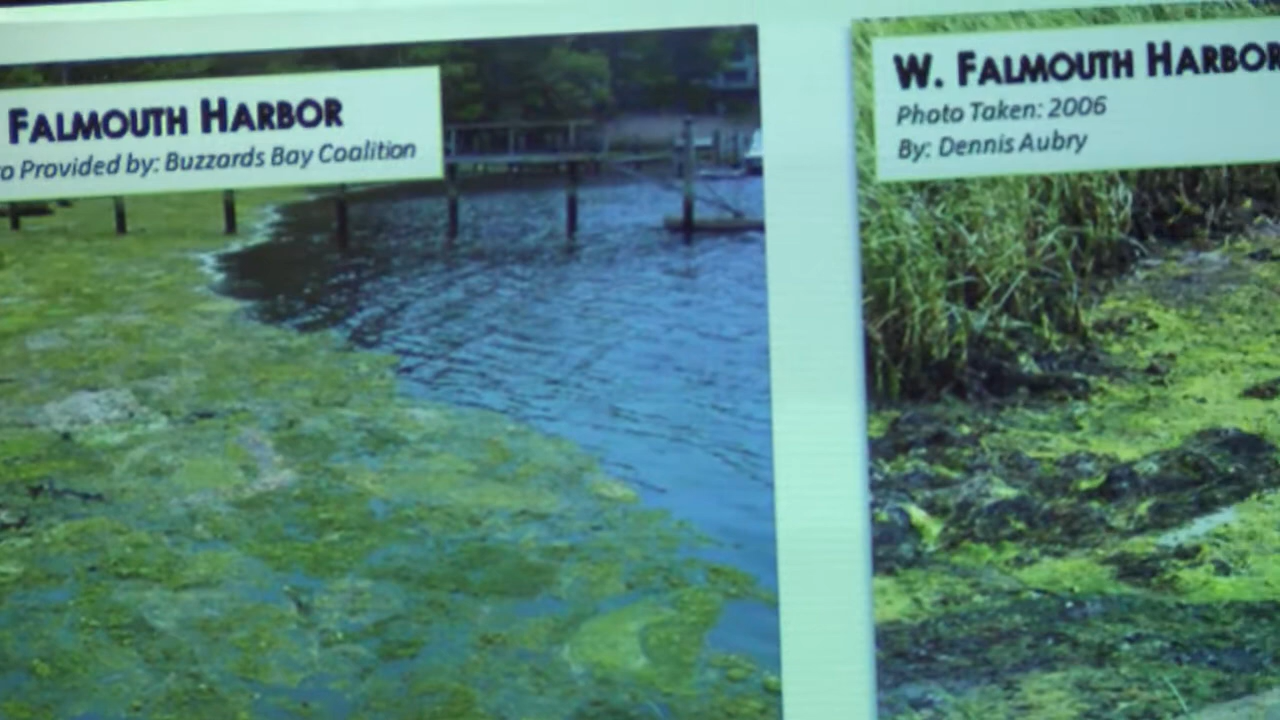 Falmouth Harbor
Provided by: Buzzards Bay Coalition
W. Falmouth Harbor
Photo Taken: 2006
By: Dennis Aubry